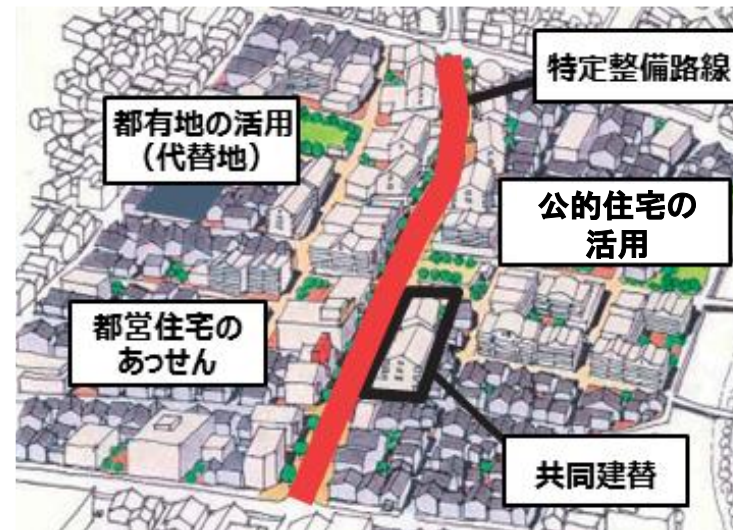 特定整備路線
都有地の活用
（代替地）
公的住宅の
活用
都営住宅の
あっせん
共同建替